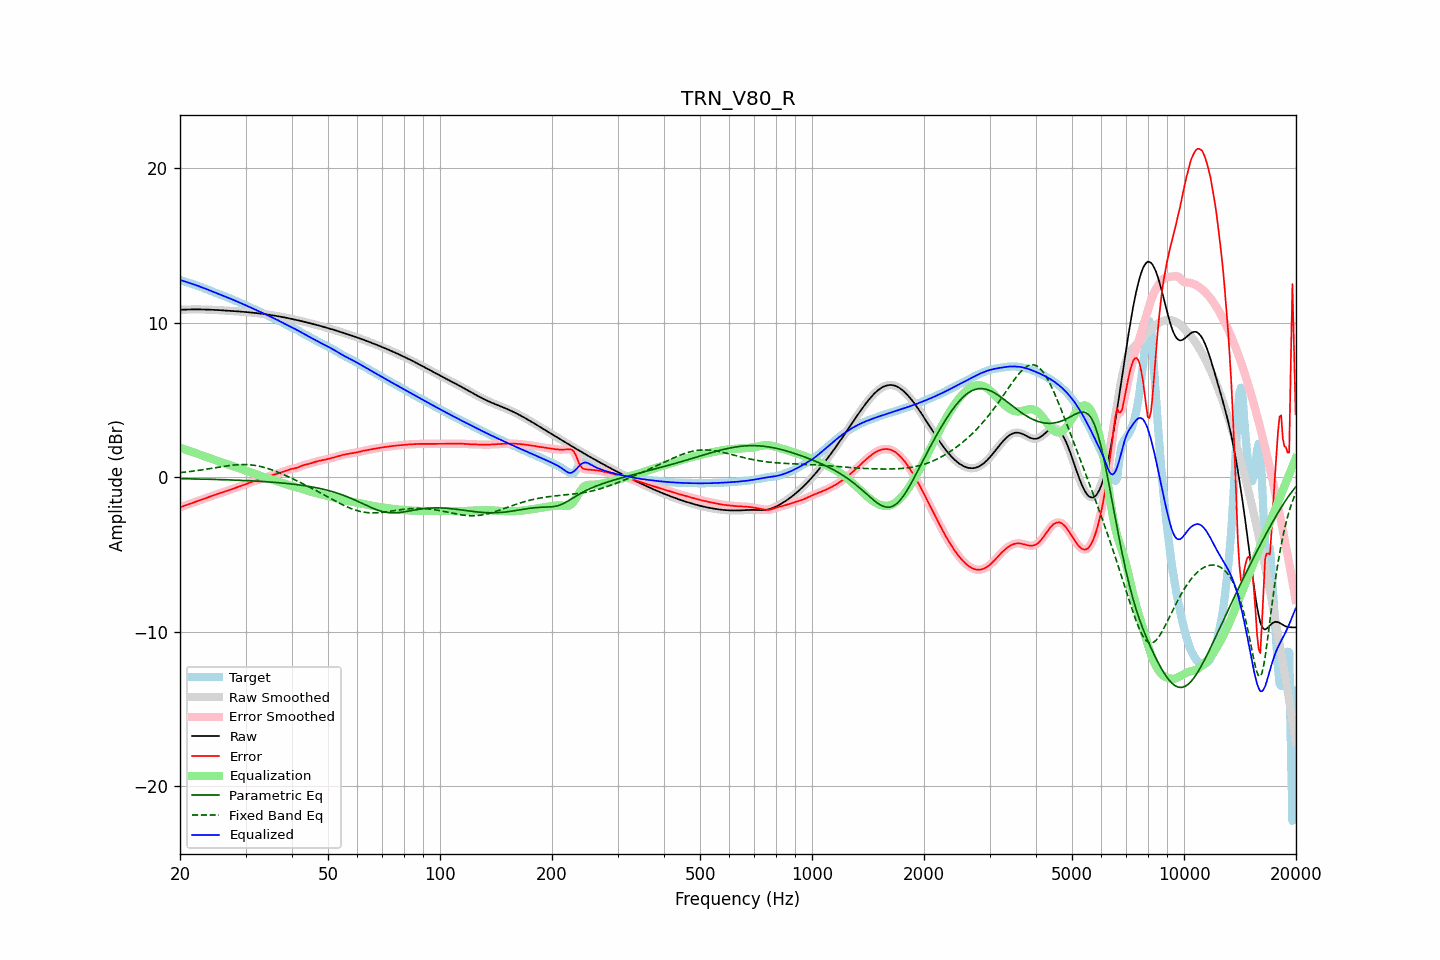 TRN_V80_R
Amplitude (dBr)
20
10
0
−10
−20
Target
Raw Smoothed
Error Smoothed
Raw
Error
Equalization
Parametric Eq
Fixed Band Eq
Equalized
20 50 100 200 500 1000 2000 5000 10000 20000
Frequency (Hz)